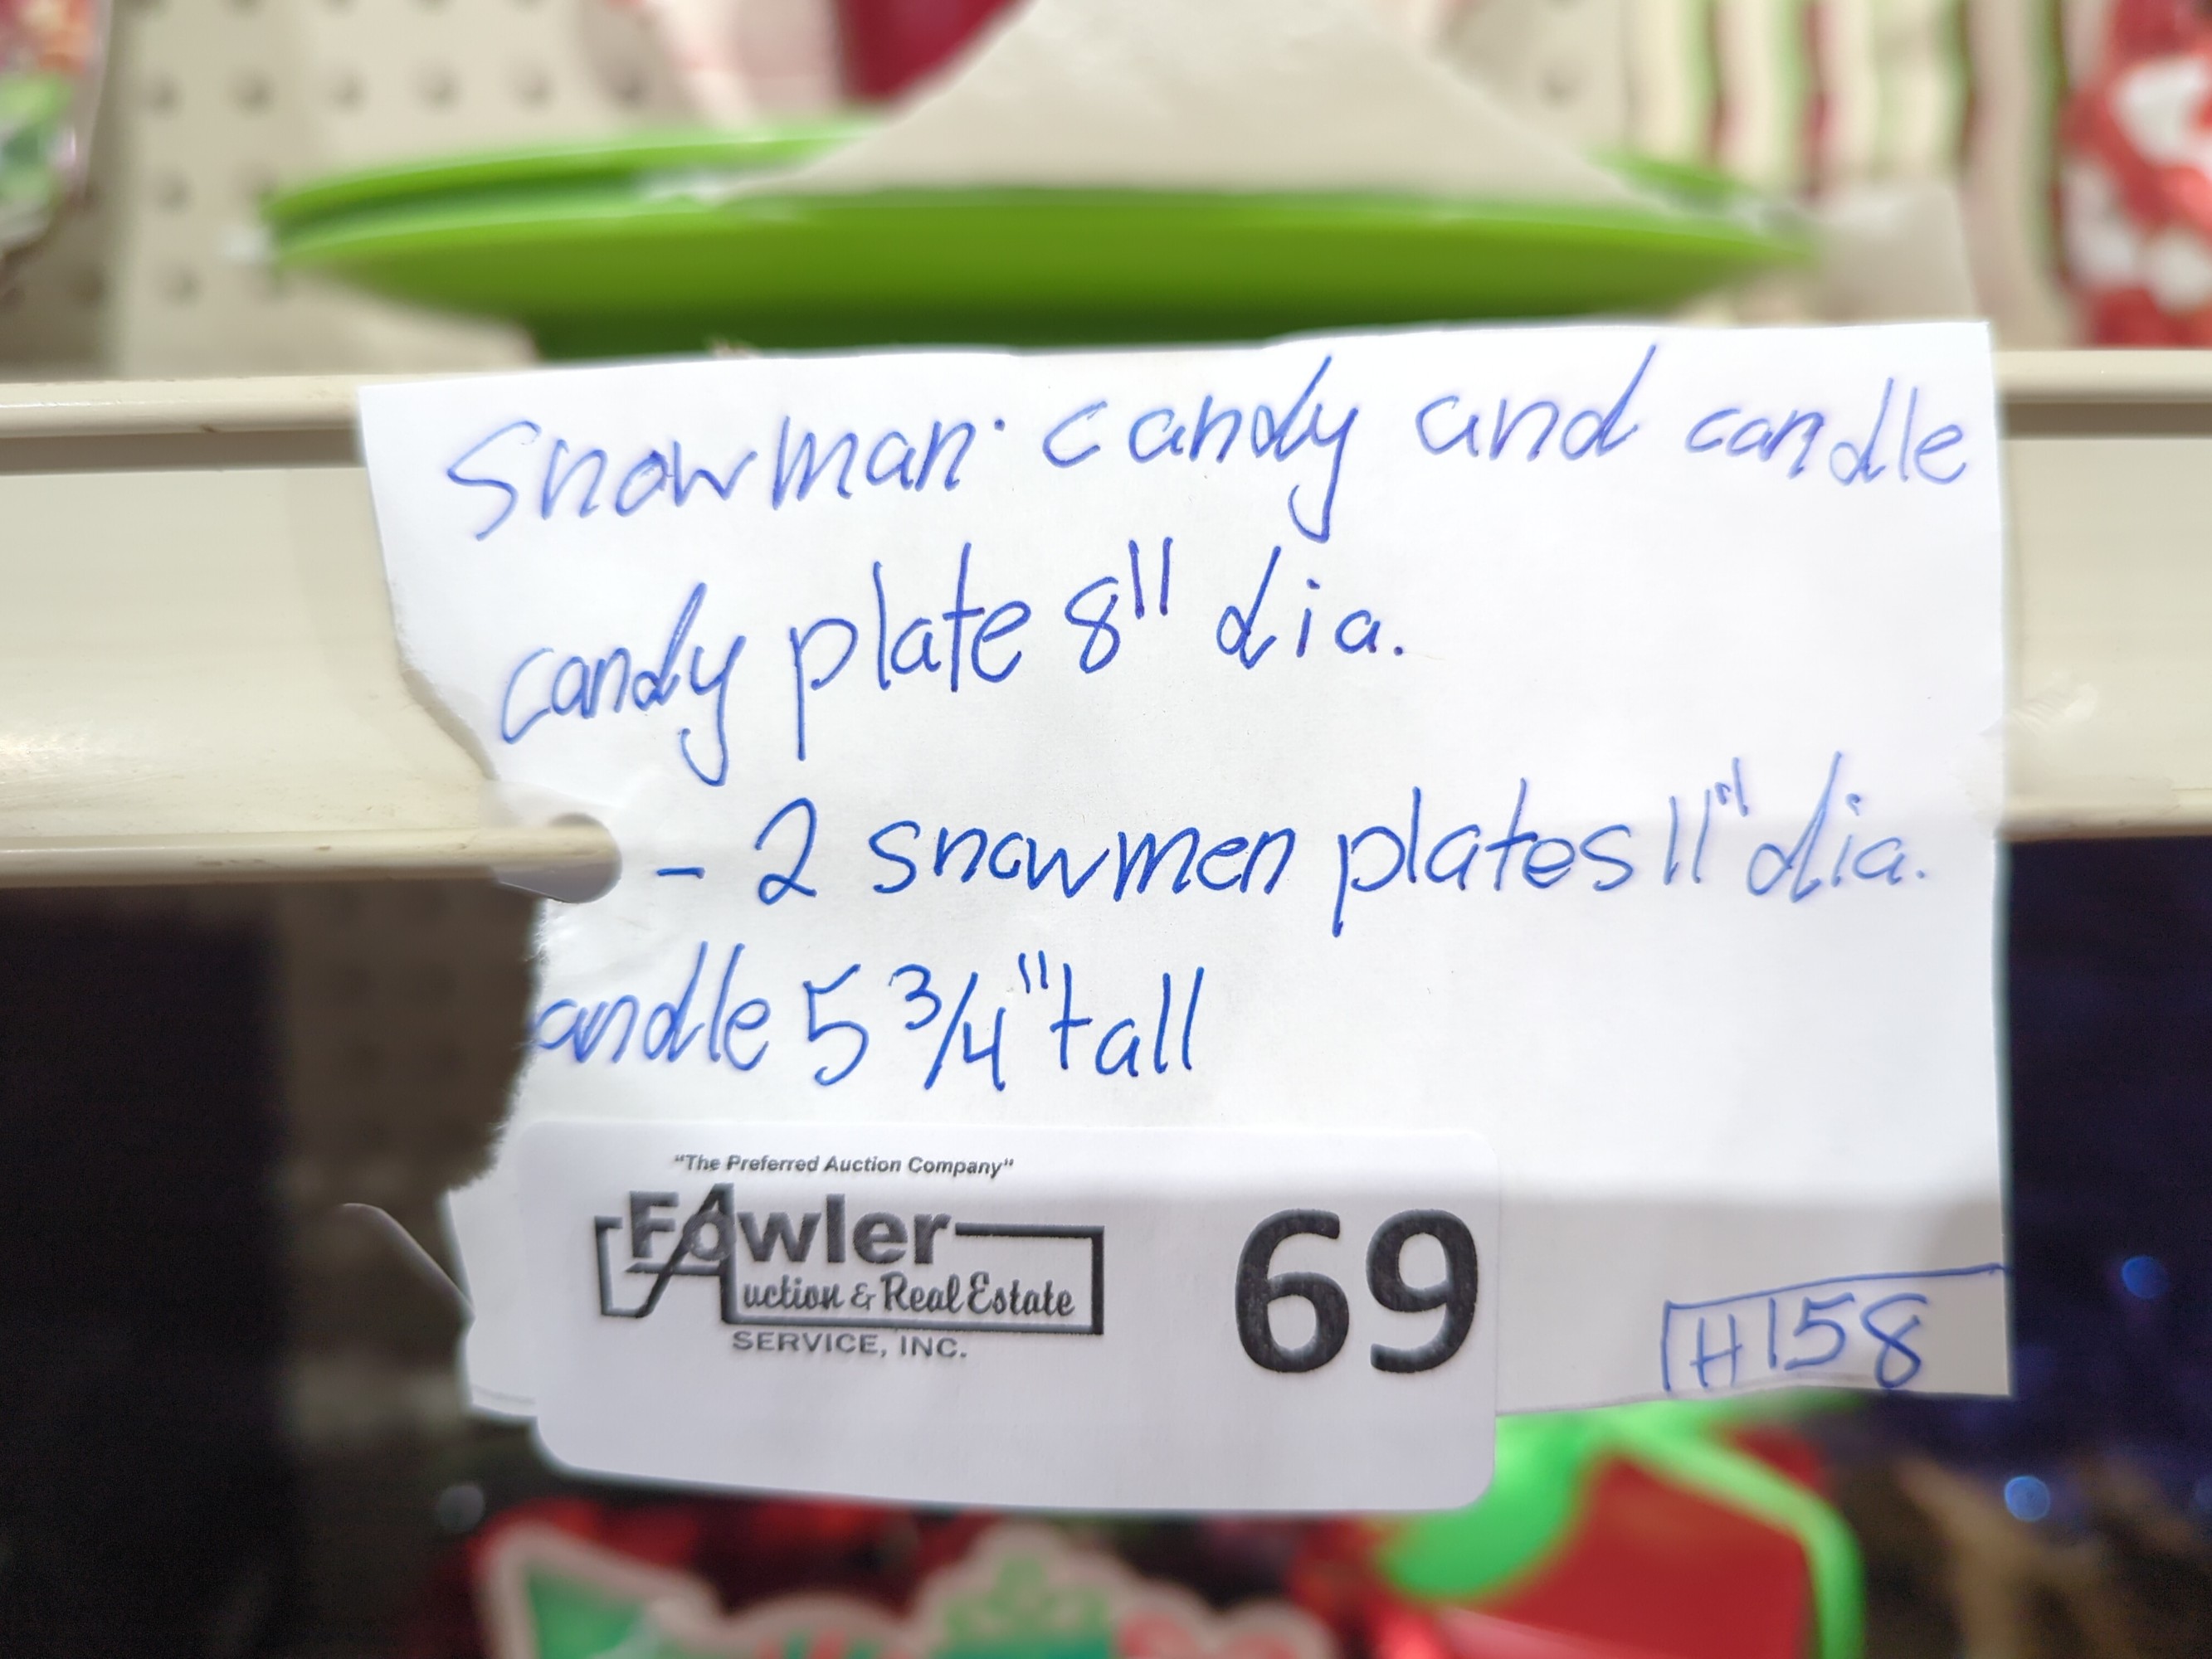 Snowman candy and candle
candy plate 8" dia.
- 2 snowmen plates 11" dia.
andle 5 3/4" tall
"The Preferred Auction Company"
Fowler
Auction & Real Estate
SERVICE, INC.
69
H158